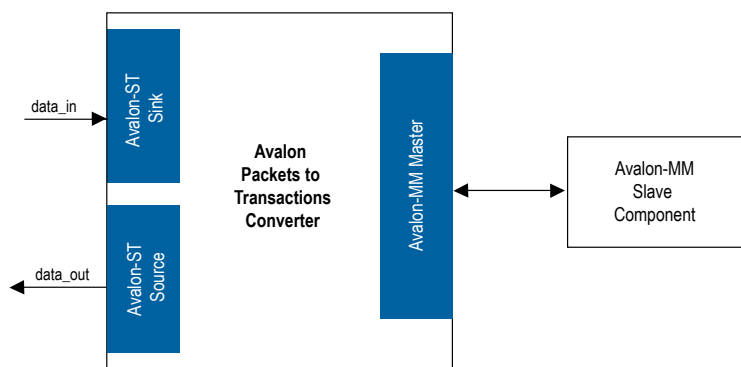 data_in
Avalon-ST
Sink
Avalon
Packets to
Transactions
Converter
Avalon-MM Master
Avalon-MM
Slave
Component
data_out
Avalon-ST
Source